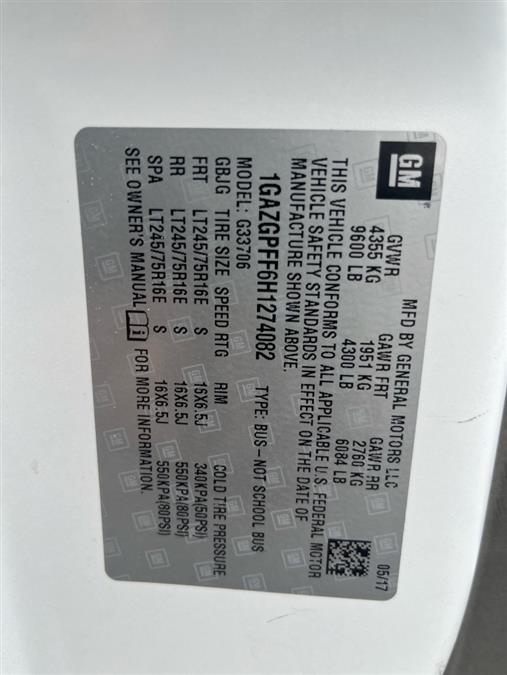 GM
MFD BY GENERAL MOTORS LLC
GVWR GAWR FRT GAWR RR
4355 KG 1951 KG 2760 KG
9600 LB 4300 LB 6084 LB
05/17
THIS VEHICLE CONFORMS TO ALL APPLICABLE U.S. FEDERAL MOTOR
VEHICLE SAFETY STANDARDS IN EFFECT ON THE DATE OF
MANUFACTURE SHOWN ABOVE.
1GAZGPFF6H1274082 TYPE: BUS-NOT SCHOOL BUS
MODEL: G33706
GBJG TIRE SIZE SPEED RTG RIM COLD TIRE PRESSURE
FRT LT245/75R16E S 16X6.5J 340KPA(50PSI)
RR LT245/75R16E S 16X6.5J 550KPA(80PSI)
SPA LT245/75R16E S 16X6.5J 550KPA(80PSI)
SEE OWNER'S MANUAL FOR MORE INFORMATION.